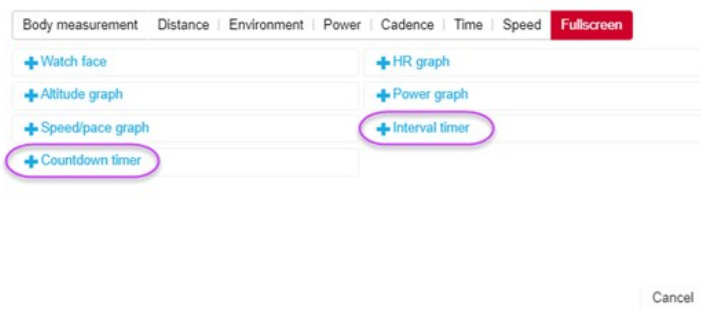 Body measurement Distance Environment Power Cadence Time Speed Fullscreen
Watch face HR graph
Altitude graph Power graph
Speed/pace graph Interval timer
Countdown timer
Cancel